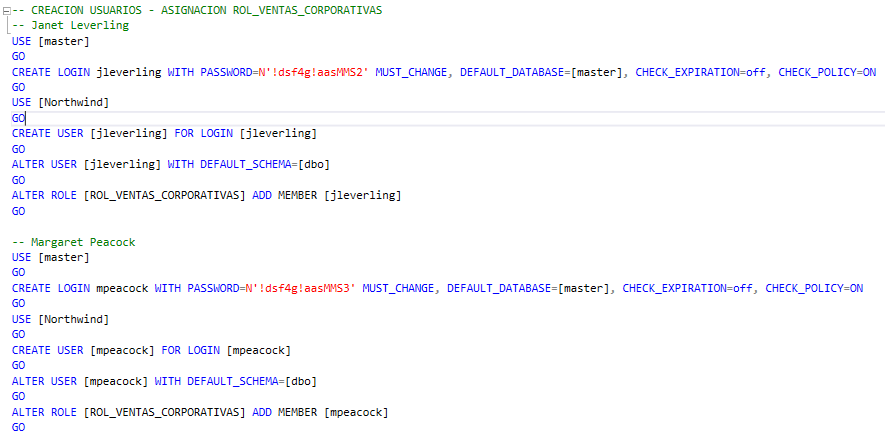 -- CREACION USUARIOS - ASIGNACION ROL_VENTAS_CORPORATIVAS
-- Janet Leverling
USE [master]
GO
CREATE LOGIN jleverling WITH PASSWORD=N'!dsf4g!aasMMS2' MUST_CHANGE, DEFAULT_DATABASE=[master], CHECK_EXPIRATION=off, CHECK_POLICY=ON
GO
USE [Northwind]
GO
CREATE USER [jleverling] FOR LOGIN [jleverling]
GO
ALTER USER [jleverling] WITH DEFAULT_SCHEMA=[dbo]
GO
ALTER ROLE [ROL_VENTAS_CORPORATIVAS] ADD MEMBER [jleverling]
GO

-- Margaret Peacock
USE [master]
GO
CREATE LOGIN mpeacock WITH PASSWORD=N'!dsf4g!aasMMS3' MUST_CHANGE, DEFAULT_DATABASE=[master], CHECK_EXPIRATION=off, CHECK_POLICY=ON
GO
USE [Northwind]
GO
CREATE USER [mpeacock] FOR LOGIN [mpeacock]
GO
ALTER USER [mpeacock] WITH DEFAULT_SCHEMA=[dbo]
GO
ALTER ROLE [ROL_VENTAS_CORPORATIVAS] ADD MEMBER [mpeacock]
GO